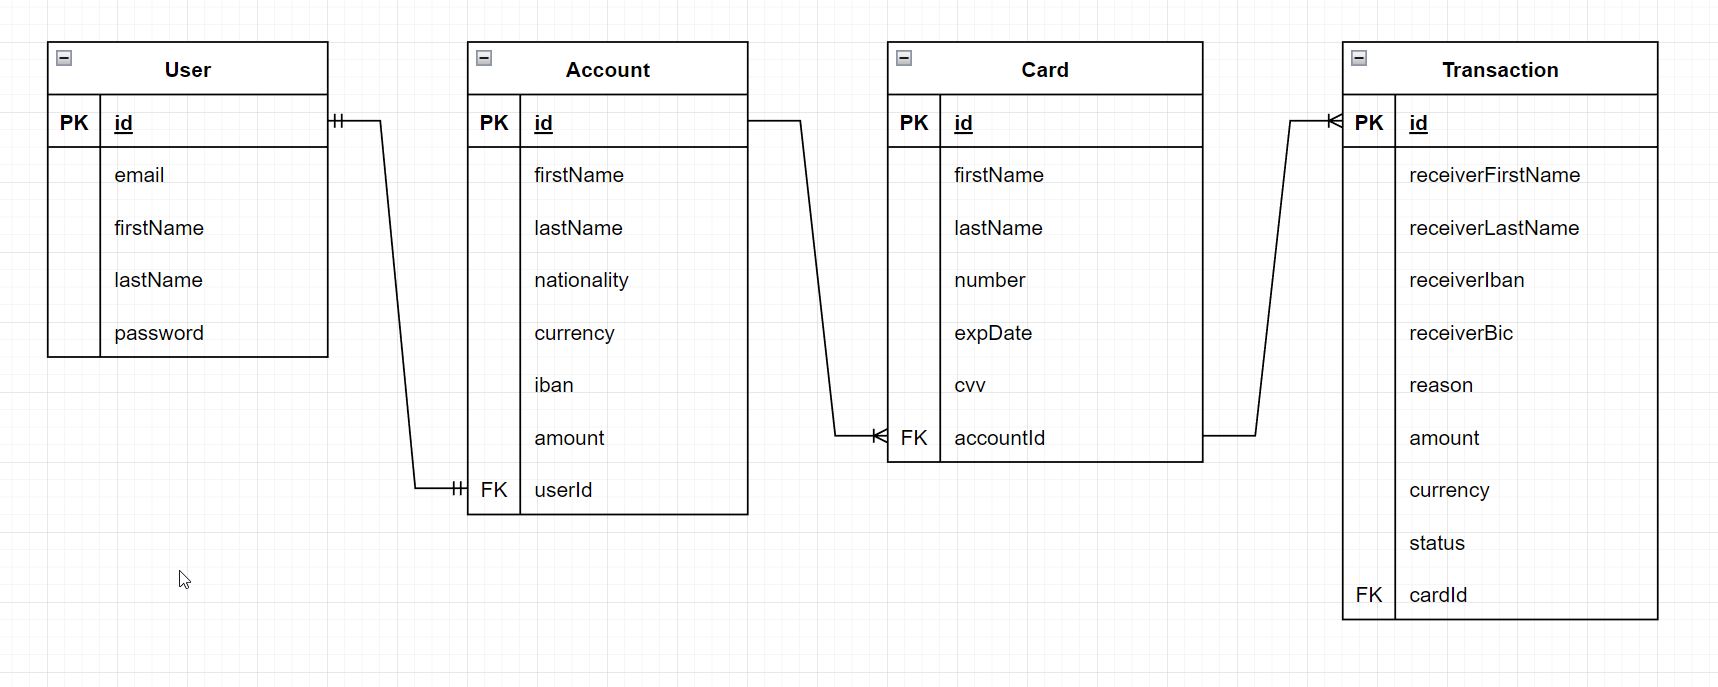 User
PK id
email
firstName
lastName
password
Account
PK id
firstName
lastName
nationality
currency
iban
amount
FK userId
Card
PK id
firstName
lastName
number
expDate
cvv
FK accountId
Transaction
PK id
receiverFirstName
receiverLastName
receiverIban
receiverBic
reason
amount
currency
status
FK cardId